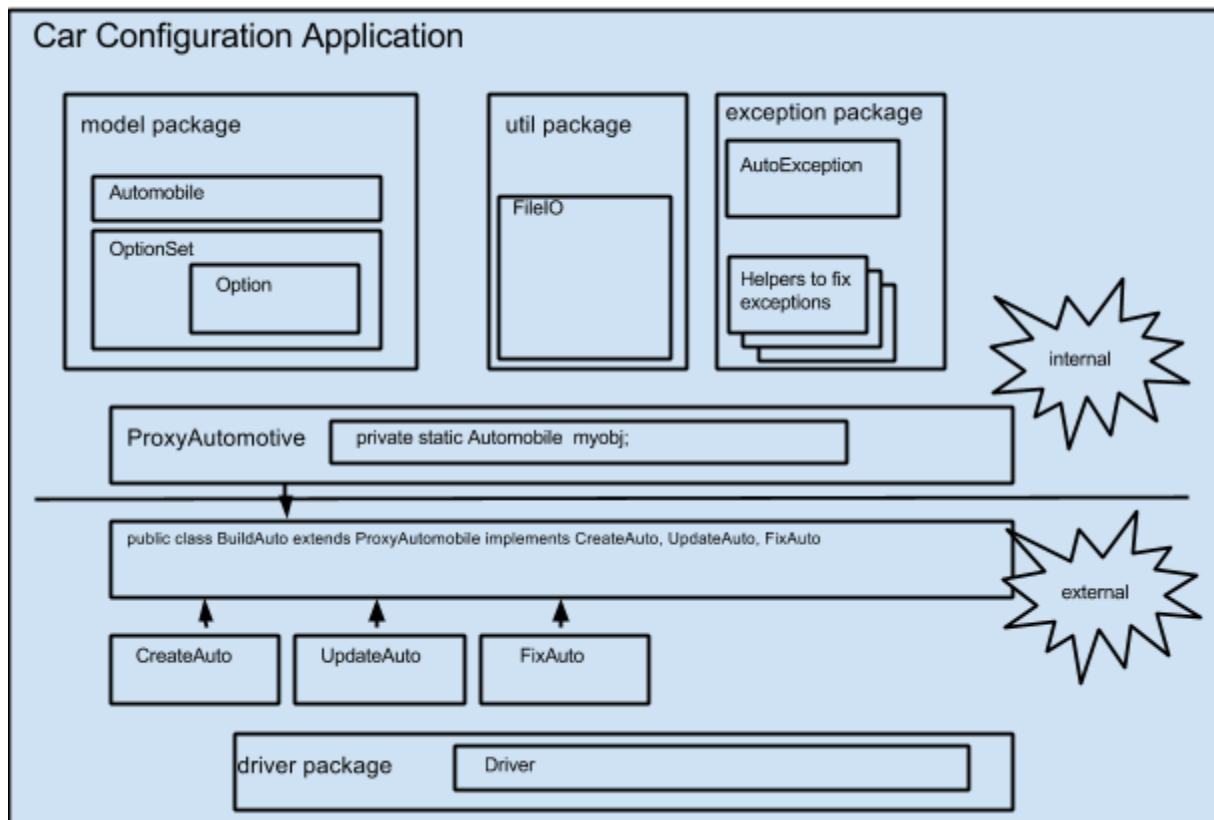 Car Configuration Application
model package
Automobile
OptionSet
Option
util package
FileIO
exception package
AutoException
Helpers to fix
exceptions
internal
ProxyAutomotive
private static Automobile myobj;
public class BuildAuto extends ProxyAutomobile implements CreateAuto, UpdateAuto, FixAuto
external
CreateAuto
UpdateAuto
FixAuto
driver package
Driver